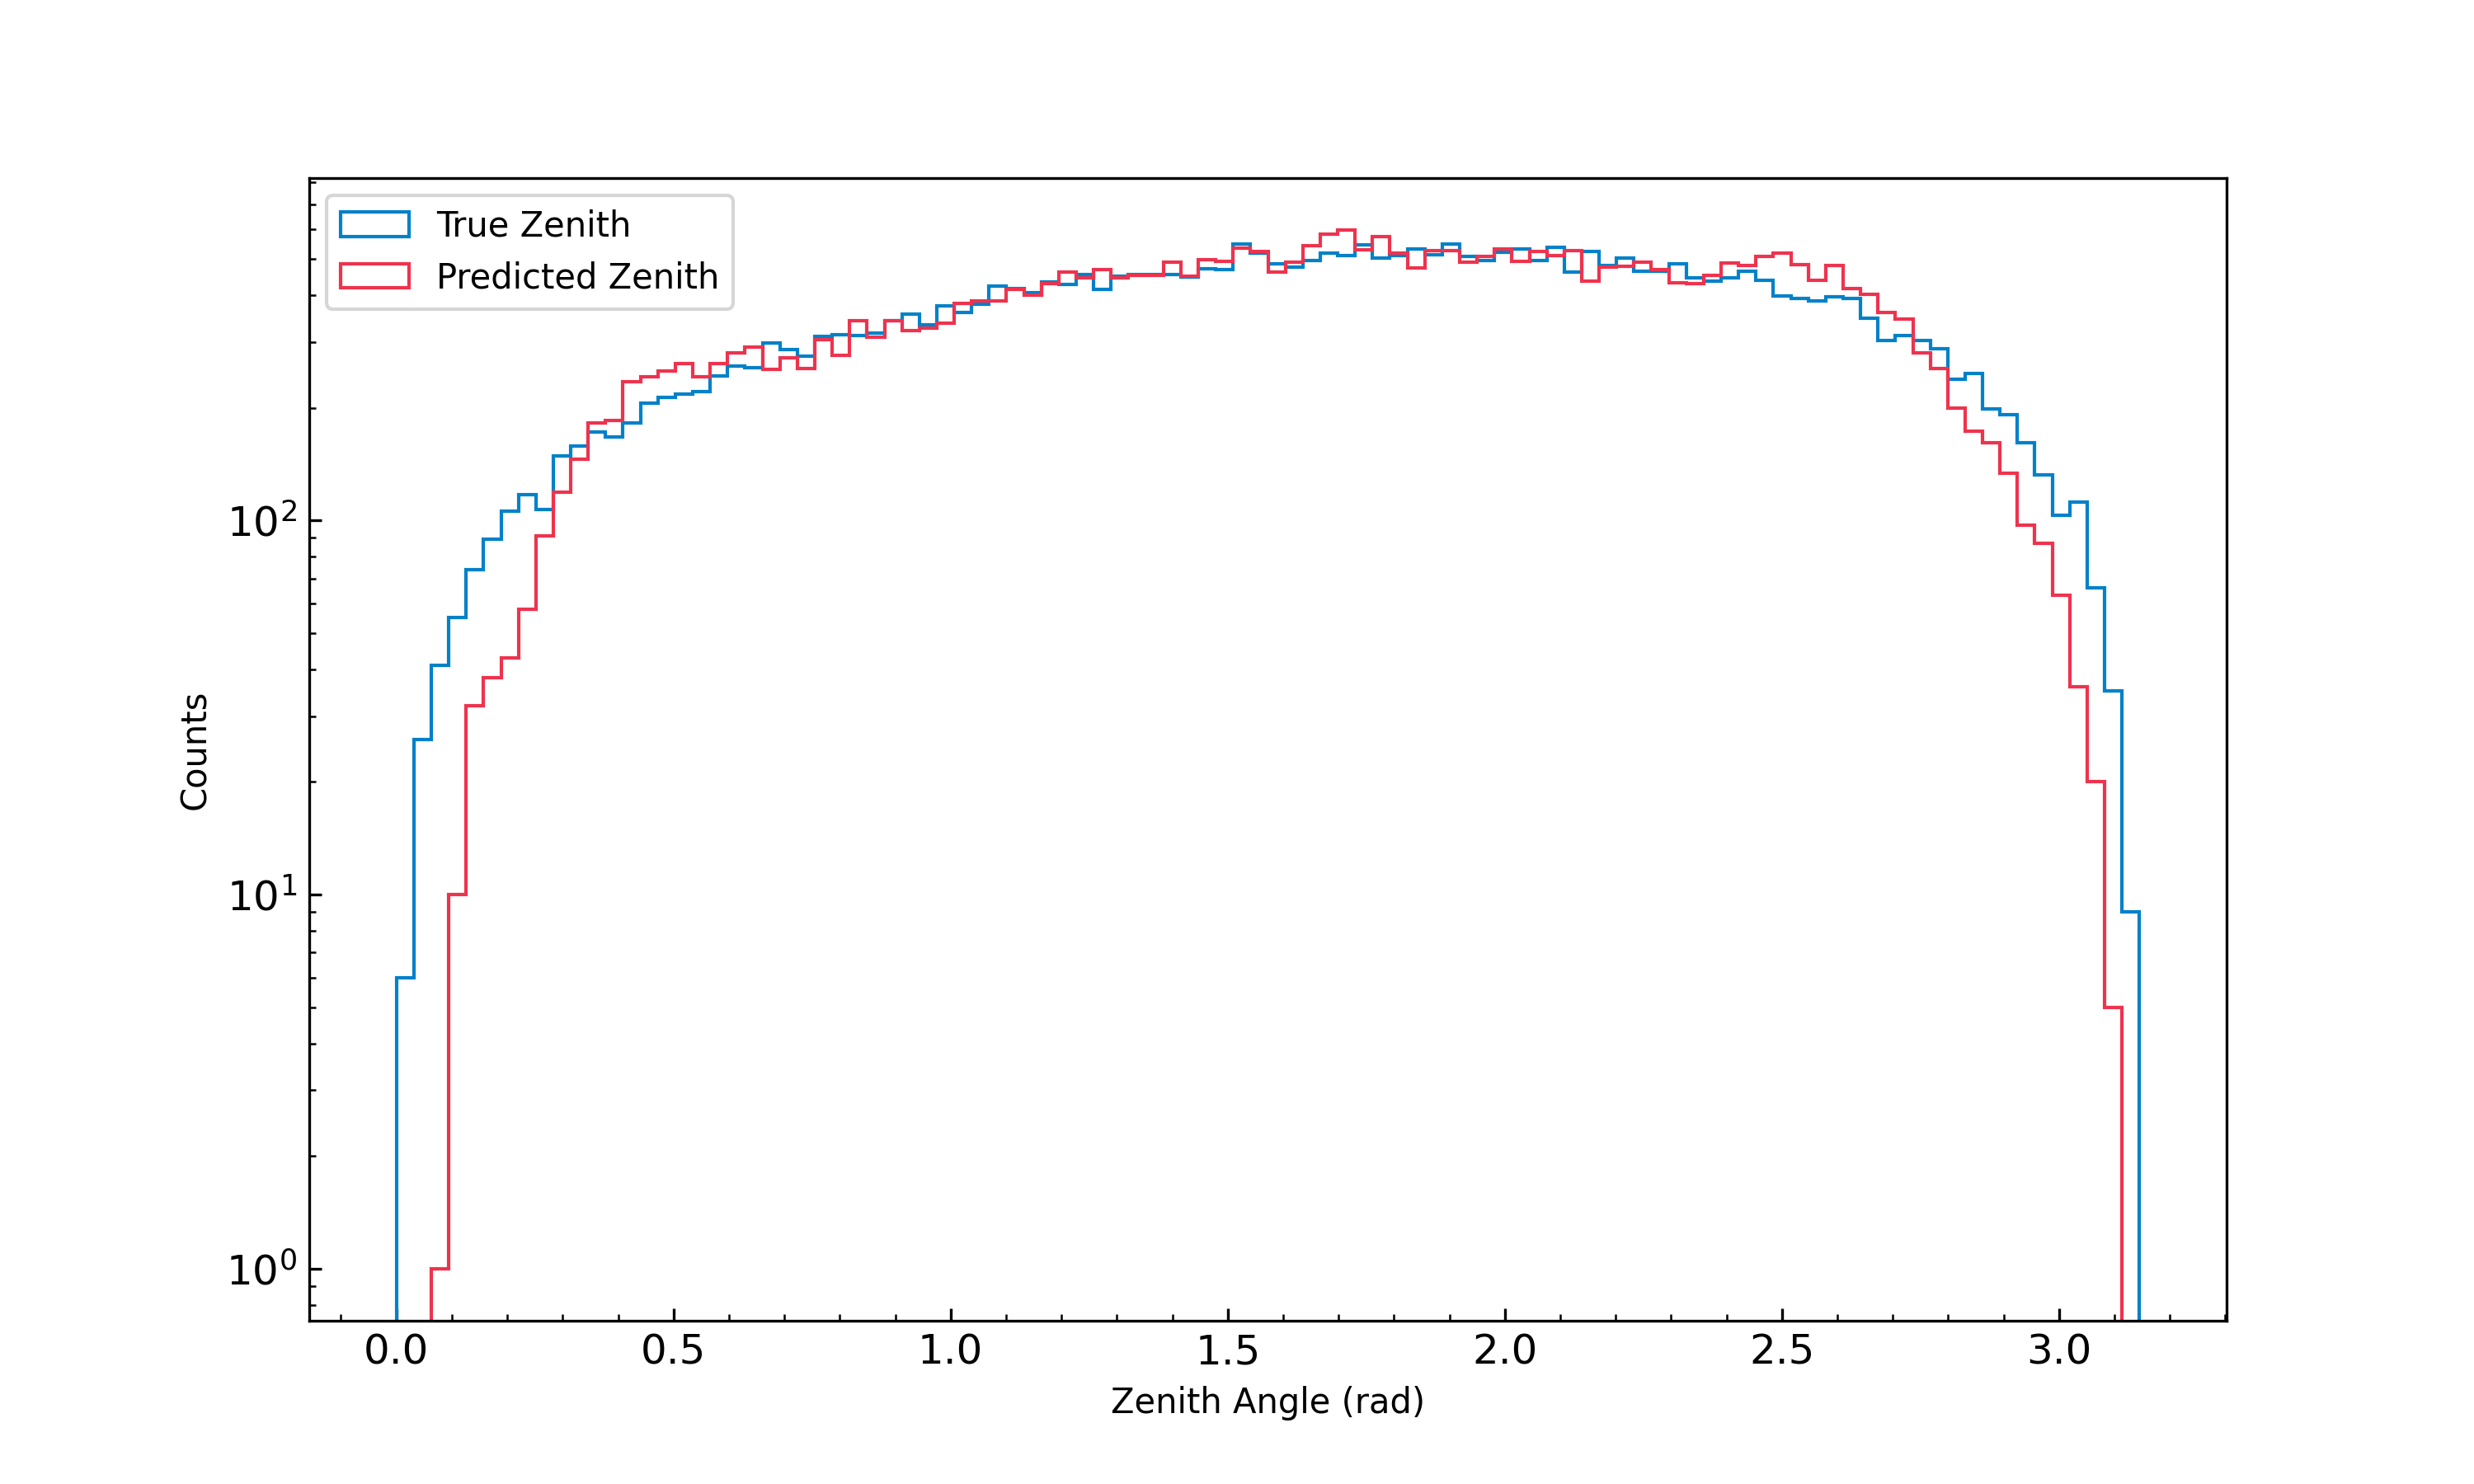 True Zenith
Predicted Zenith
Counts
10²
10¹
10⁰
0.0 0.5 1.0 1.5 2.0 2.5 3.0
Zenith Angle (rad)